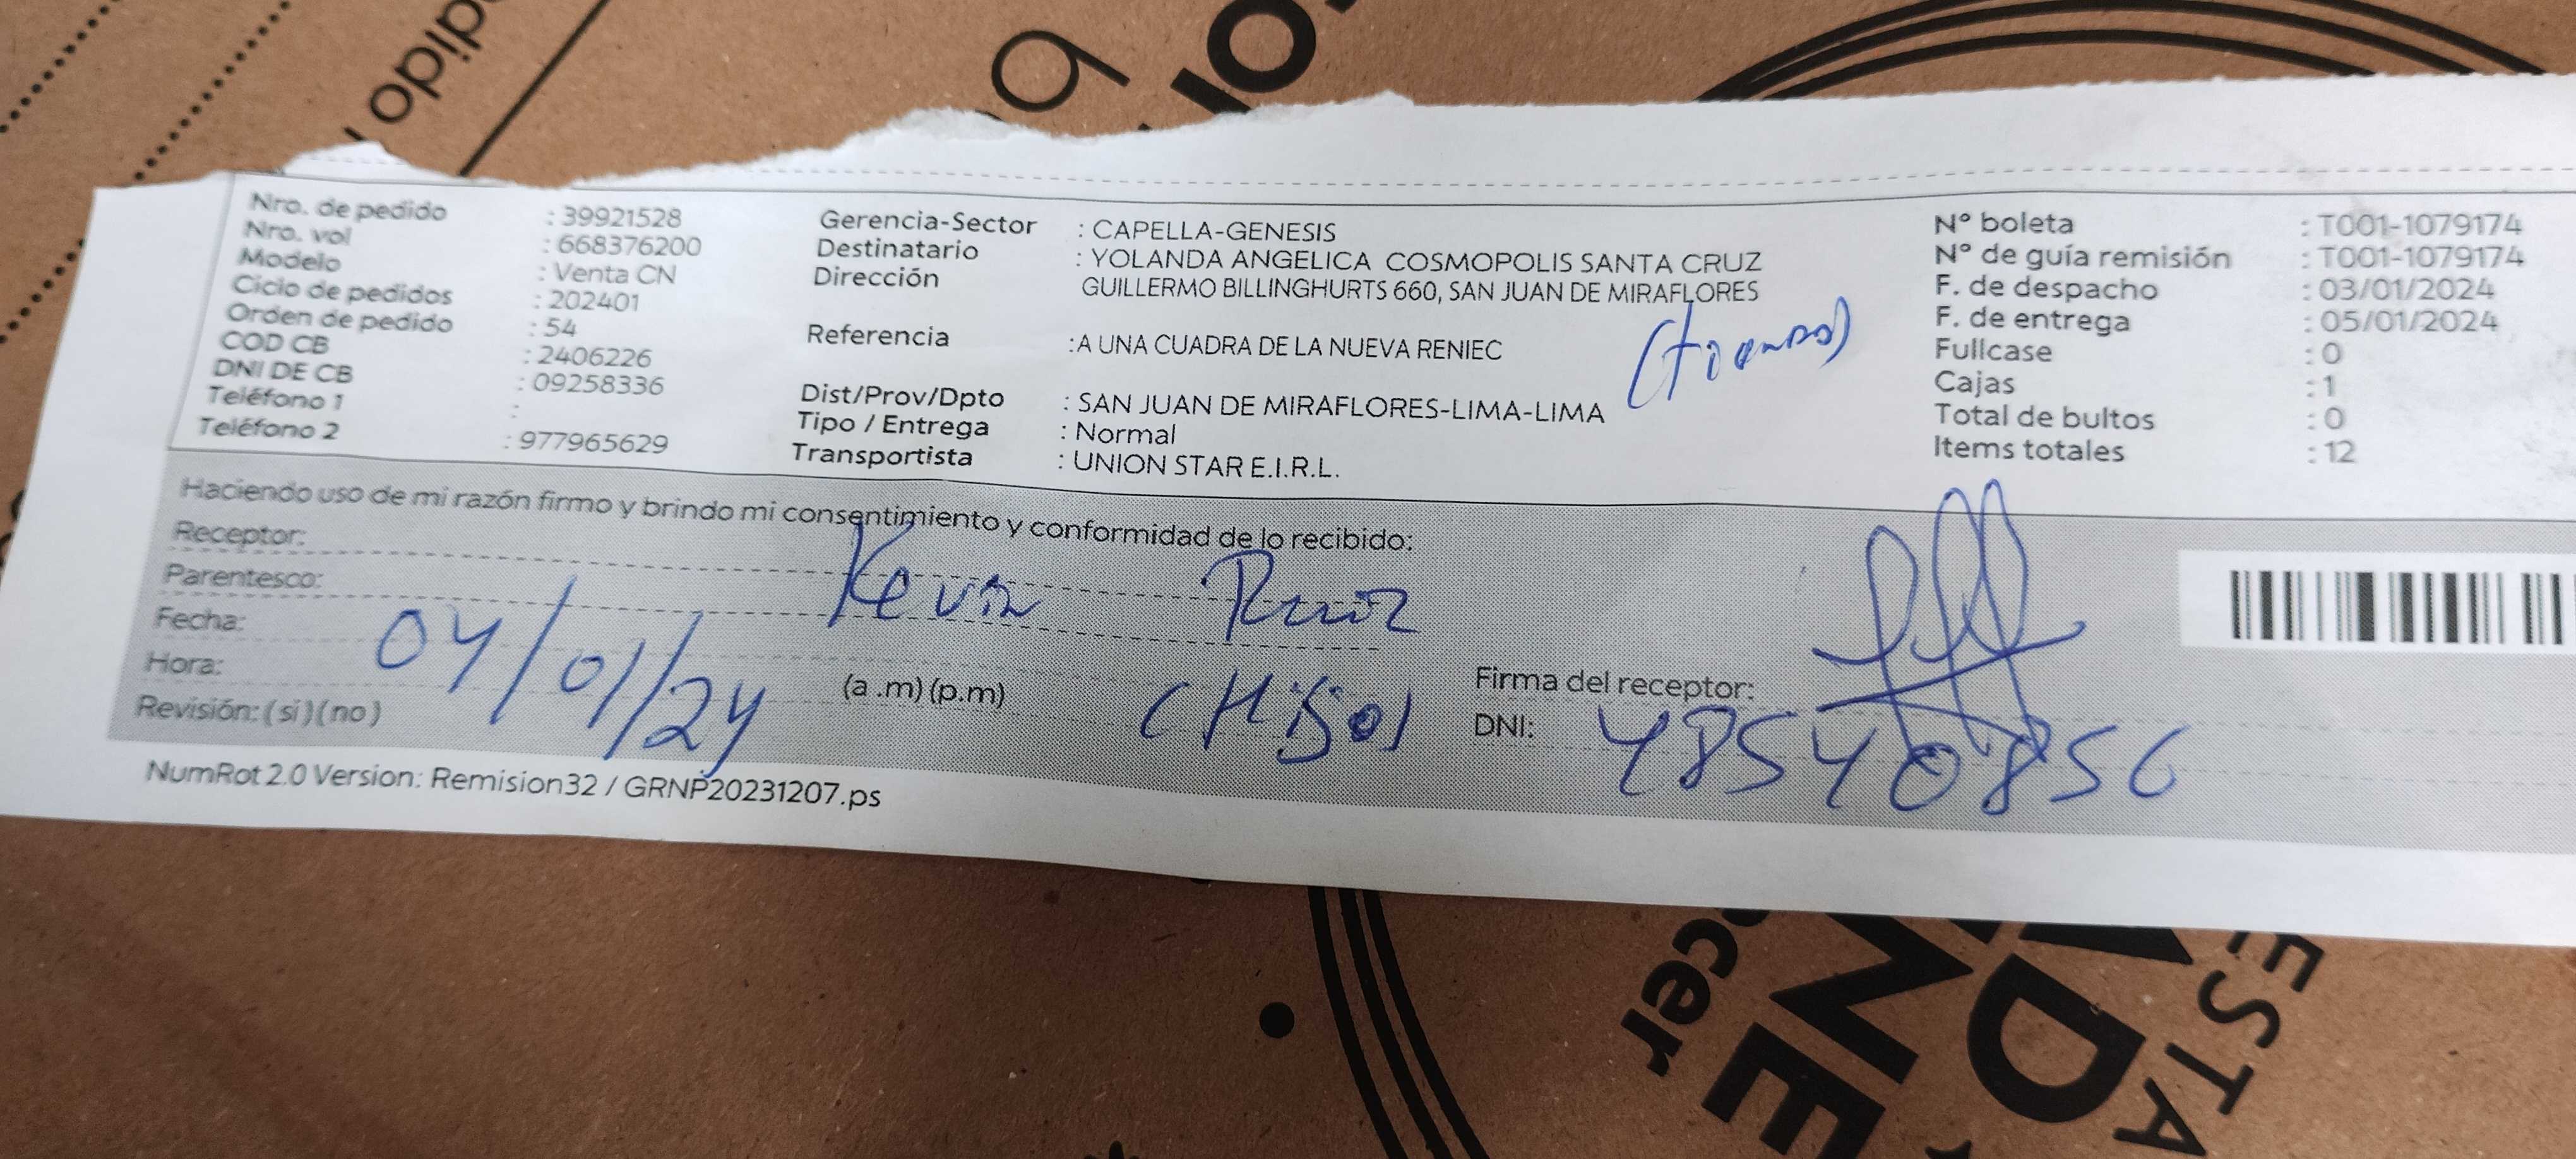 Nro. de pedido : 39921528
Nro. vol : 668376200
Modelo : Venta CN
Ciclo de pedidos : 202401
Orden de pedido : 54
COD CB : 2406226
DNI DE CB : 09258336
Teléfono 1 :
Teléfono 2 : 977965629
Gerencia-Sector : CAPELLA-GENESIS
Destinatario : YOLANDA ANGELICA COSMOPOLIS SANTA CRUZ
Dirección GUILLERMO BILLINGHURTS 660, SAN JUAN DE MIRAFLORES
Referencia : A UNA CUADRA DE LA NUEVA RENIEC
Dist/Prov/Dpto : SAN JUAN DE MIRAFLORES-LIMA-LIMA
Tipo / Entrega : Normal
Transportista : UNION STAR E.I.R.L.
N° boleta : T001-1079174
N° de guía remisión : T001-1079174
F. de despacho : 03/01/2024
F. de entrega : 05/01/2024
Fullcase : 0
Cajas : 1
Total de bultos : 0
Items totales : 12
Haciendo uso de mi razón firmo y brindo mi consentimiento y conformidad de lo recibido:
Receptor: Kevin Ruiz
Parentesco: (Hijo)
Fecha: 04/01/24
Hora: (a .m) (p.m)
Revisión: (si) (no)
Firma del receptor:
DNI: 48540856
NumRot 2.0 Version: Remision32 / GRNP20231207.ps
dido
ocer
ESTA